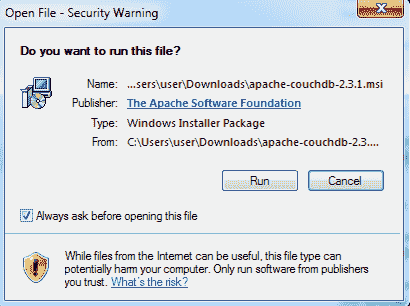 Open File - Security Warning
Do you want to run this file?
Name: ...sers\user\Downloads\apache-couchdb-2.3.1.msi
Publisher: The Apache Software Foundation
Type: Windows Installer Package
From: C:\Users\user\Downloads\apache-couchdb-2.3....
Run Cancel
Always ask before opening this file
While files from the Internet can be useful, this file type can
potentially harm your computer. Only run software from publishers
you trust. What's the risk?